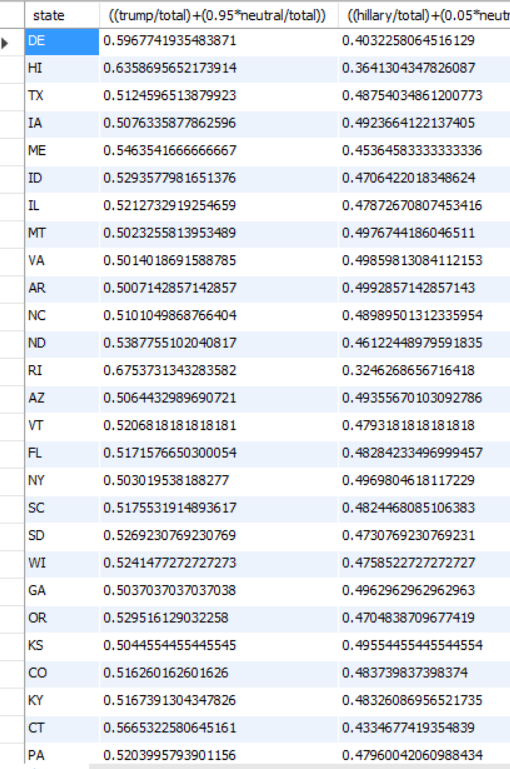 state ((trump/total)+(0.95*neutral/total)) ((hillary/total)+(0.05*neutr
DE 0.5967741935483871 0.4032258064516129
HI 0.6358695652173914 0.3641304347826087
TX 0.5124596513879923 0.48754034861200773
IA 0.5076335877862596 0.4923664122137405
ME 0.5463541666666667 0.45364583333333336
ID 0.5293577981651376 0.4706422018348624
IL 0.5212732919254659 0.47872670807453416
MT 0.5023255813953489 0.4976744186046511
VA 0.5014018691588785 0.49859813084112153
AR 0.5007142857142857 0.4992857142857143
NC 0.5101049868766404 0.48989501312335954
ND 0.5387755102040817 0.46122448979591835
RI 0.6753731343283582 0.3246268656716418
AZ 0.5064432989690721 0.49355670103092786
VT 0.5206818181818181 0.4793181818181818
FL 0.5171576650300054 0.48284233496999457
NY 0.503019538188277 0.4969804618117229
SC 0.5175531914893617 0.4824468085106383
SD 0.5269230769230769 0.4730769230769231
WI 0.5241477272727273 0.4758522727272727
GA 0.5037037037037038 0.4962962962962963
OR 0.529516129032258 0.4704838709677419
KS 0.5044554455445545 0.49554455445544554
CO 0.516260162601626 0.483739837398374
KY 0.5167391304347826 0.48326086956521735
CT 0.5665322580645161 0.4334677419354839
PA 0.5203995793901156 0.47960042060988434